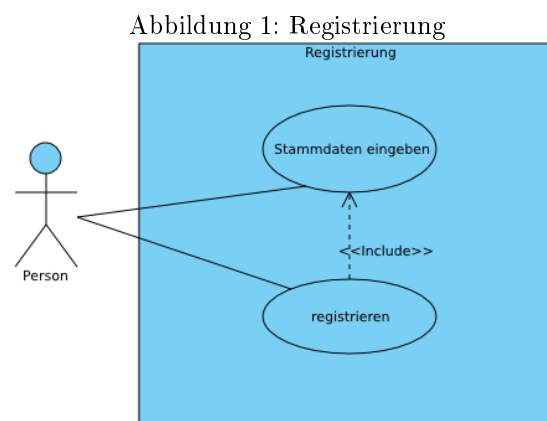 Abbildung 1: Registrierung
Registrierung
Stammdaten eingeben
<<Include>>
Person
registrieren